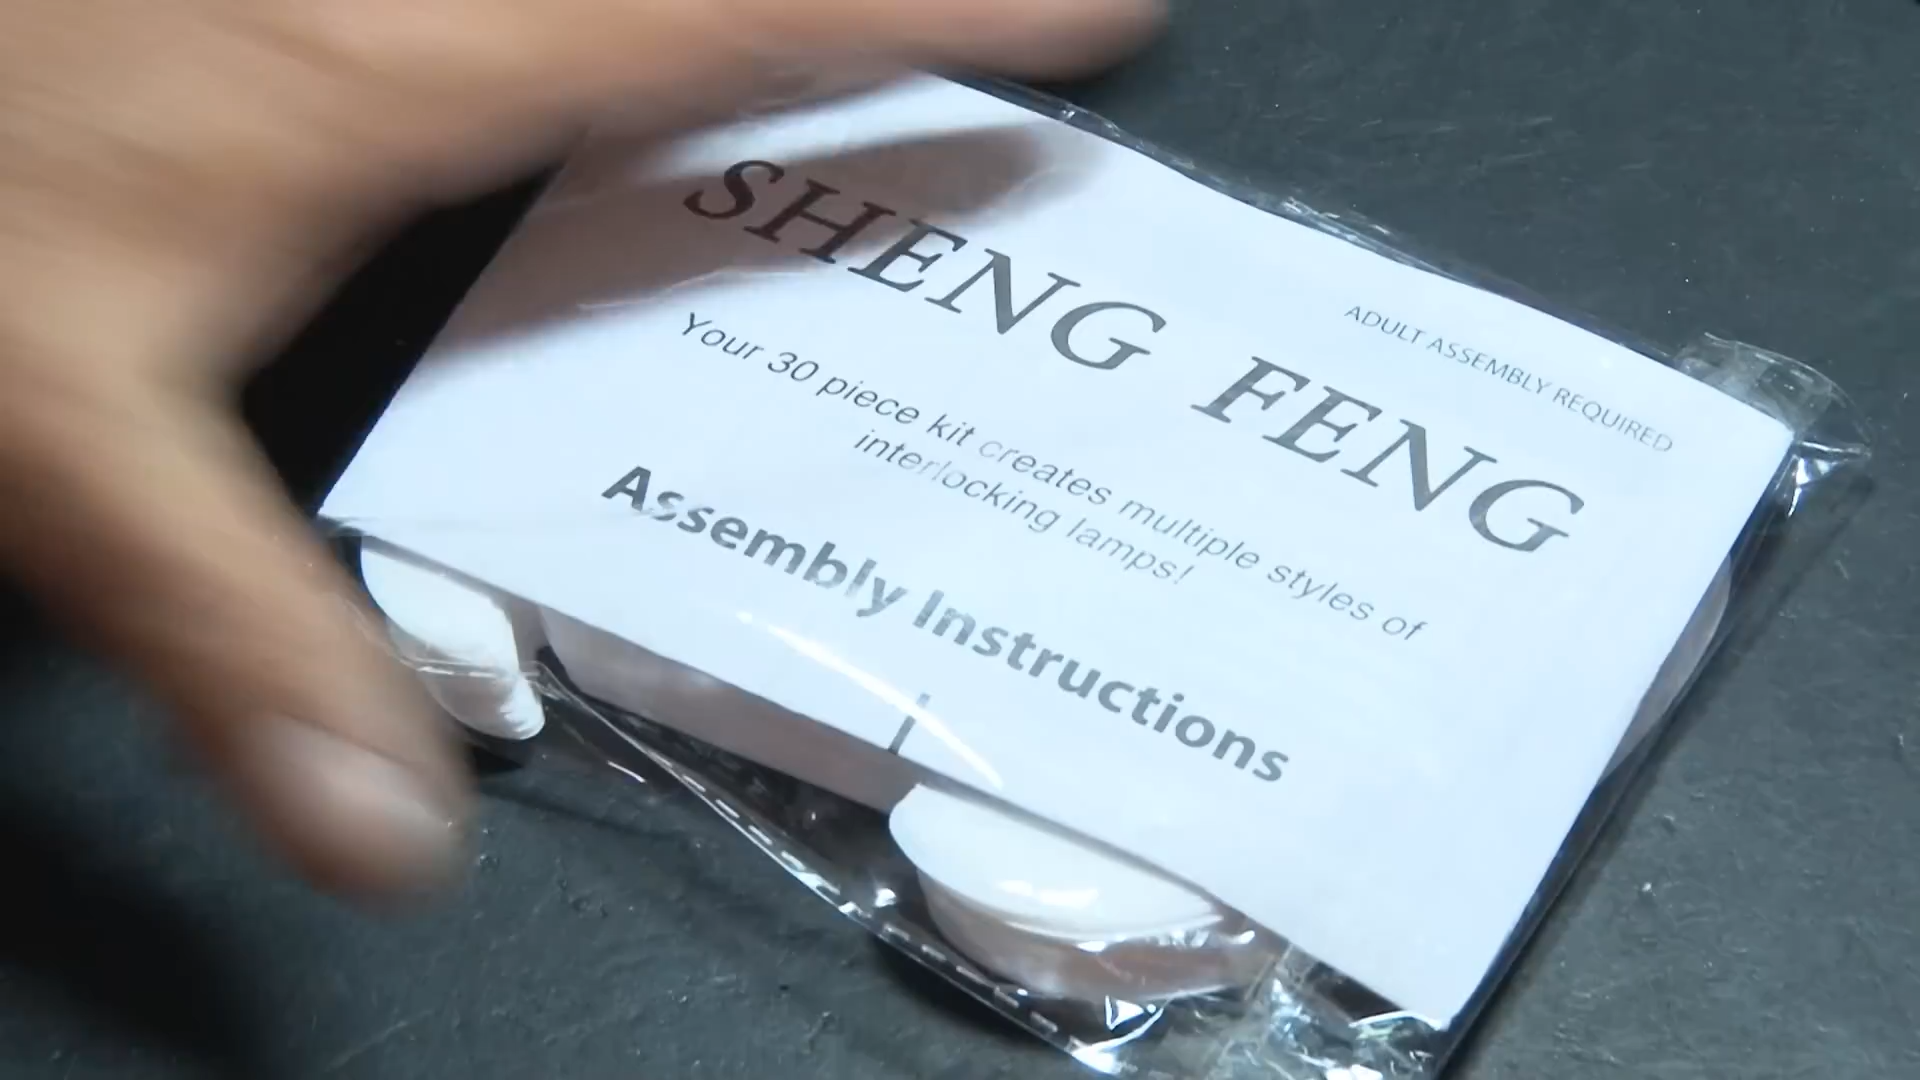 ADULT ASSEMBLY REQUIRED
SHENG FENG
Your 30 piece kit creates multiple styles of
interlocking lamps!
Assembly Instructions